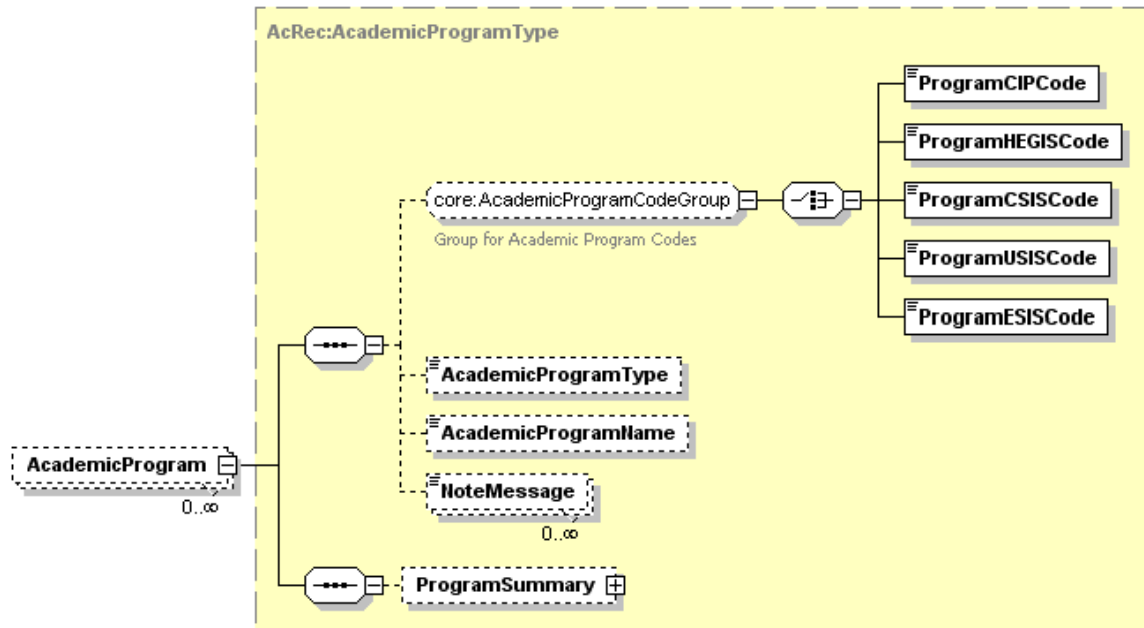 AcRec:AcademicProgramType
ProgramCIPCode
ProgramHEGISCode
core:AcademicProgramCodeGroup
ProgramCSISCode
Group for Academic Program Codes
ProgramUSISCode
ProgramESISCode
AcademicProgramType
AcademicProgramName
AcademicProgram
0..∞
NoteMessage
0..∞
ProgramSummary